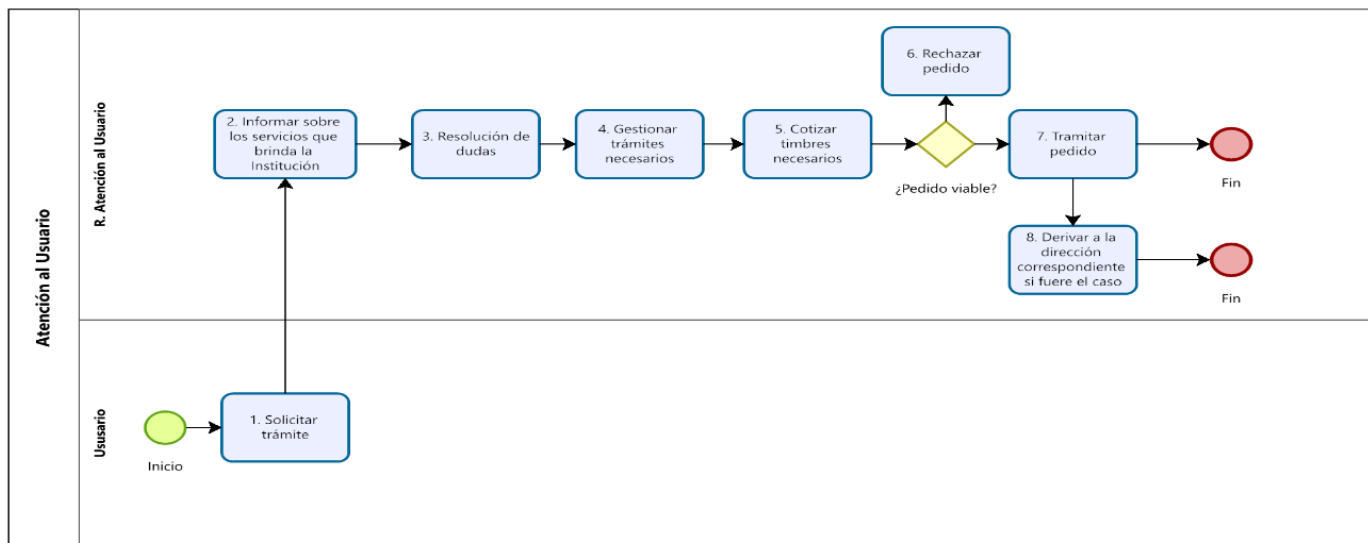 Atención al Usuario
R. Atención al Usuario
6. Rechazar
pedido
2. Informar sobre
los servicios que
brinda la
Institución
3. Resolución de
dudas
4. Gestionar
trámites
necesarios
5. Cotizar
timbres
necesarios
¿Pedido viable?
7. Tramitar
pedido
Fin
8. Derivar a la
dirección
correspondiente
si fuere el caso
Fin
Ususario
Inicio
1. Solicitar
trámite